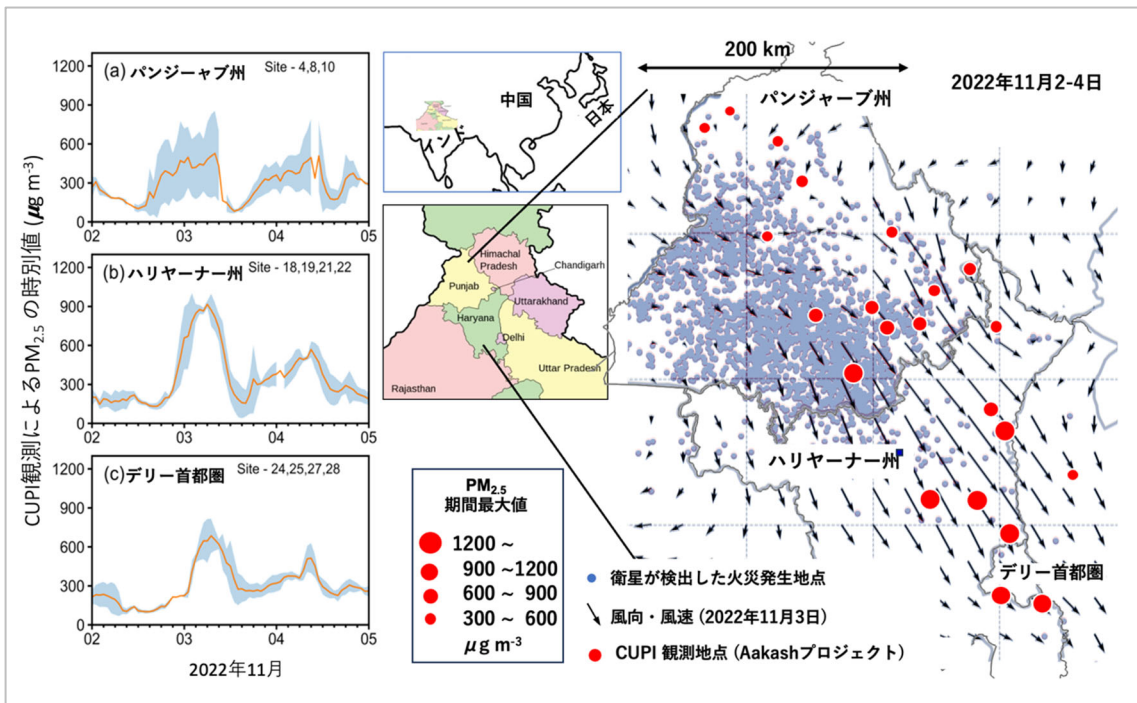 CUPI観測によるPM2.5 の時別値 (μg m-3)
(a) パンジーャブ州 Site - 4,8,10
1200
900
600
300
0
02 03 04 05
(b) ハリヤーナー州 Site - 18,19,21,22
1200
900
600
300
0
02 03 04 05
(c) デリー首都圏 Site - 24,25,27,28
1200
900
600
300
0
02 03 04 05
2022年11月
中国
日本
インド
Himachal
Pradesh
Chandigarh
Punjab
Uttarakhand
Haryana
Delhi
Uttar Pradesh
Rajasthan
PM2.5
期間最大値
1200 ~
900 ~1200
600 ~ 900
300 ~ 600
μg m-3
200 km
2022年11月2-4日
パンジャーブ州
ハリヤーナー州
デリー首都圏
衛星が検出した火災発生地点
風向・風速 (2022年11月3日)
CUPI 観測地点 (Aakashプロジェクト)